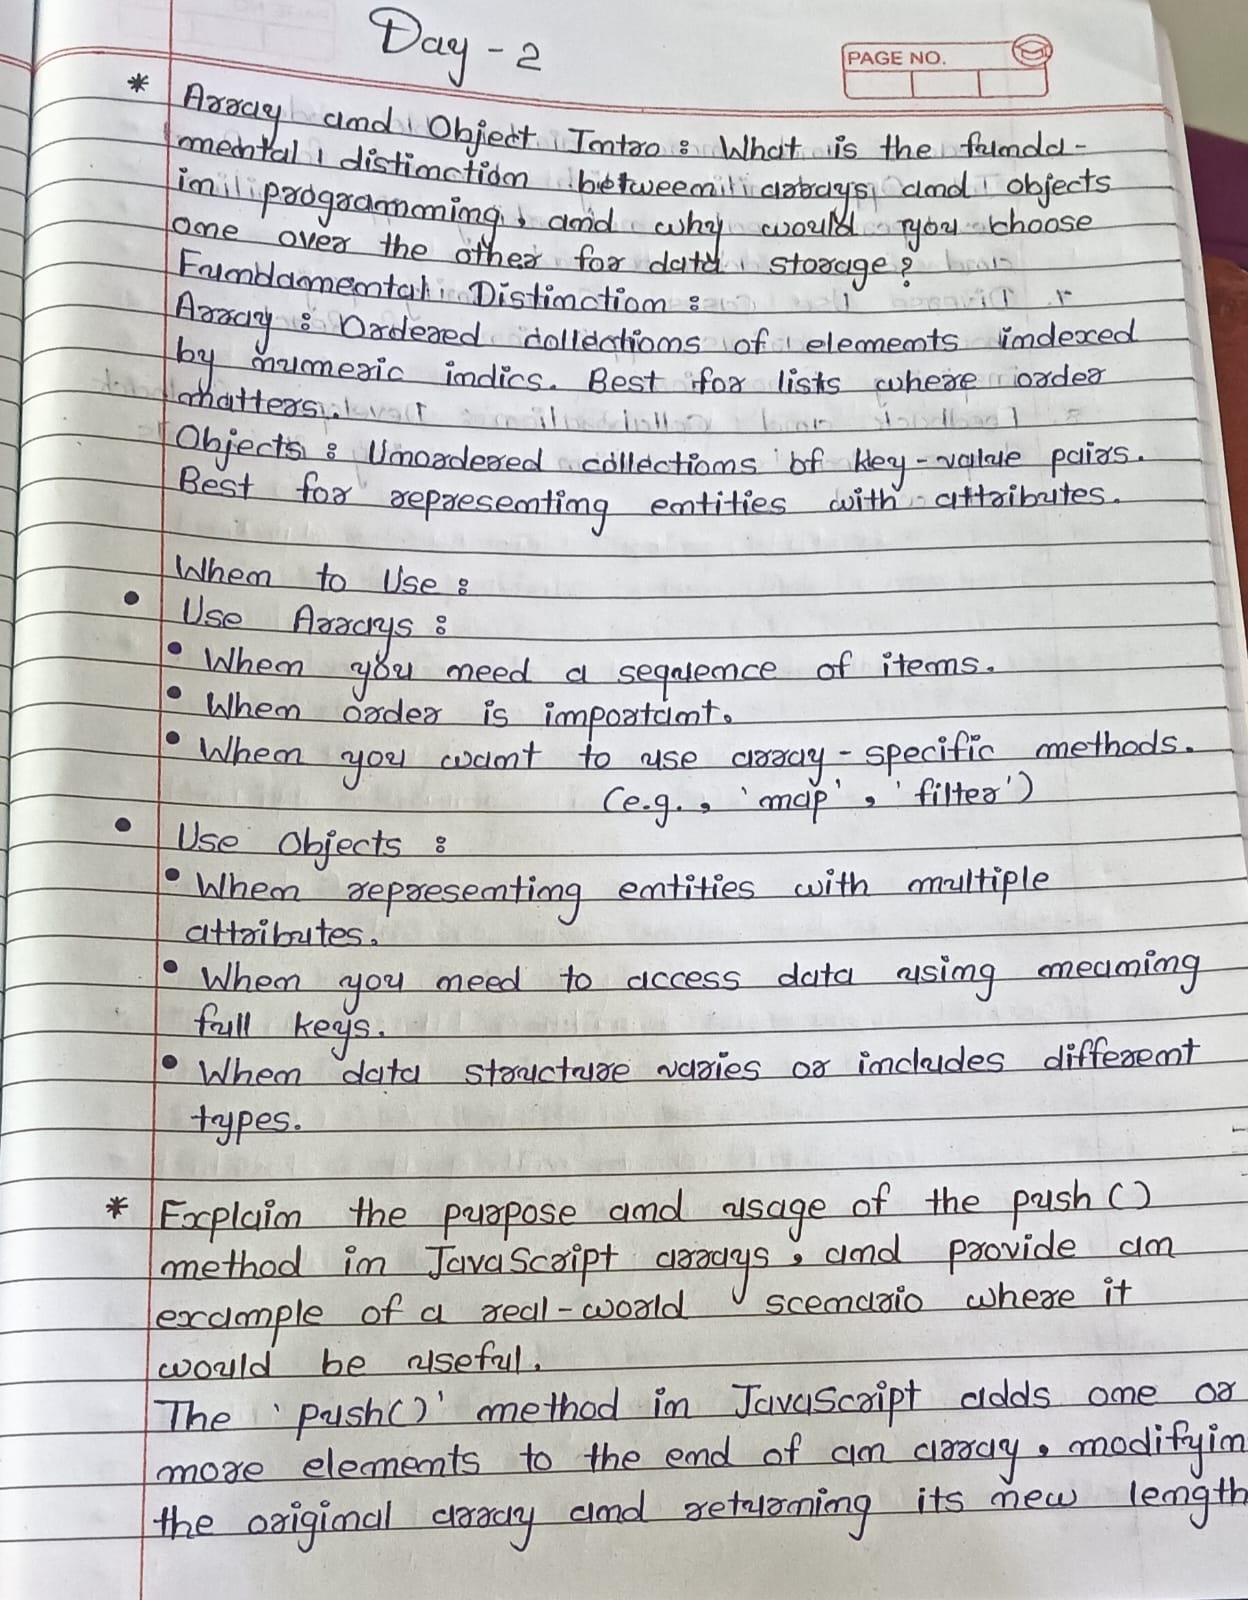 Day - 2
PAGE NO.
* Array and Object Intro : What is the funda-
mental distinction between arrays and objects
in programming, and why would you choose
one over the other for data storage?
Fundamental Distinction :
Array : Ordered collections of elements indexed
by numeric indics. Best for lists where order
matters.
Objects : Unordered collections of key-value pairs.
Best for representing entities with attributes.
When to Use :
• Use Arrays :
• When you need a sequence of items.
• When order is important.
• When you want to use array-specific methods.
(e.g., 'map', 'filter')
• Use Objects :
• When representing entities with multiple
attributes.
• When you need to access data using meaning
full keys.
• When data structure varies or includes different
types.
* Explain the purpose and usage of the push()
method in JavaScript arrays, and provide an
example of a real-world scenario where it
would be useful.
The 'push()' method in JavaScript adds one or
more elements to the end of an array, modifyin
the original array and returning its new length